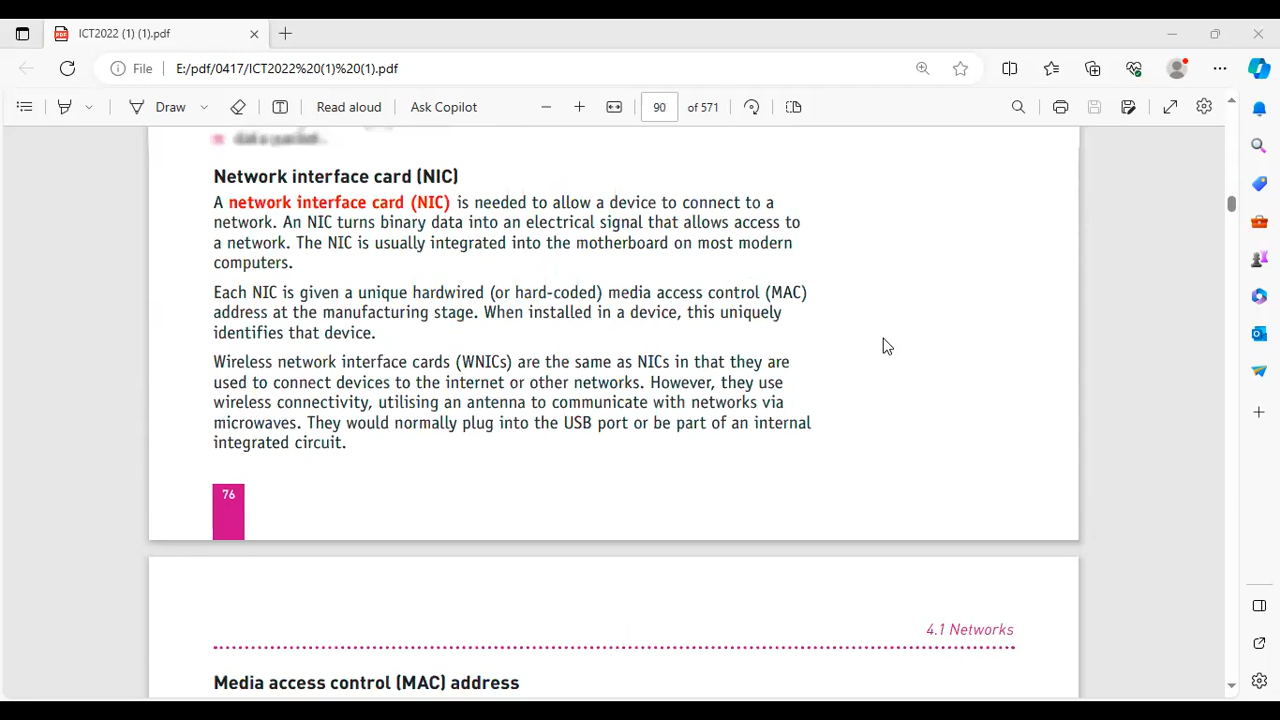 ICT2022 (1) (1).pdf
File E:/pdf/0417/ICT2022%20(1)%20(1).pdf
Draw Read aloud Ask Copilot 90 of 571
Network interface card (NIC)
A network interface card (NIC) is needed to allow a device to connect to a
network. An NIC turns binary data into an electrical signal that allows access to
a network. The NIC is usually integrated into the motherboard on most modern
computers.
Each NIC is given a unique hardwired (or hard-coded) media access control (MAC)
address at the manufacturing stage. When installed in a device, this uniquely
identifies that device.
Wireless network interface cards (WNICs) are the same as NICs in that they are
used to connect devices to the internet or other networks. However, they use
wireless connectivity, utilising an antenna to communicate with networks via
microwaves. They would normally plug into the USB port or be part of an internal
integrated circuit.
76
4.1 Networks
Media access control (MAC) address